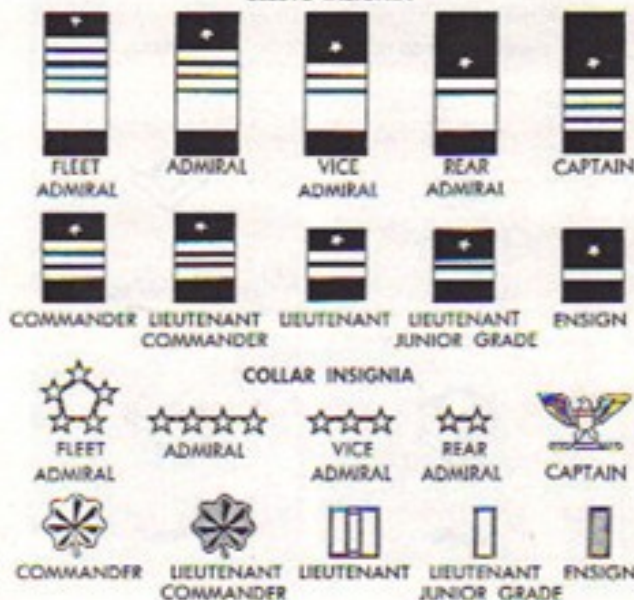 FLEET ADMIRAL
ADMIRAL
VICE ADMIRAL
REAR ADMIRAL
CAPTAIN
COMMANDER
LIEUTENANT COMMANDER
LIEUTENANT
LIEUTENANT JUNIOR GRADE
ENSIGN
COLLAR INSIGNIA
FLEET ADMIRAL
ADMIRAL
VICE ADMIRAL
REAR ADMIRAL
CAPTAIN
COMMANDER
LIEUTENANT COMMANDER
LIEUTENANT
LIEUTENANT JUNIOR GRADE
ENSIGN